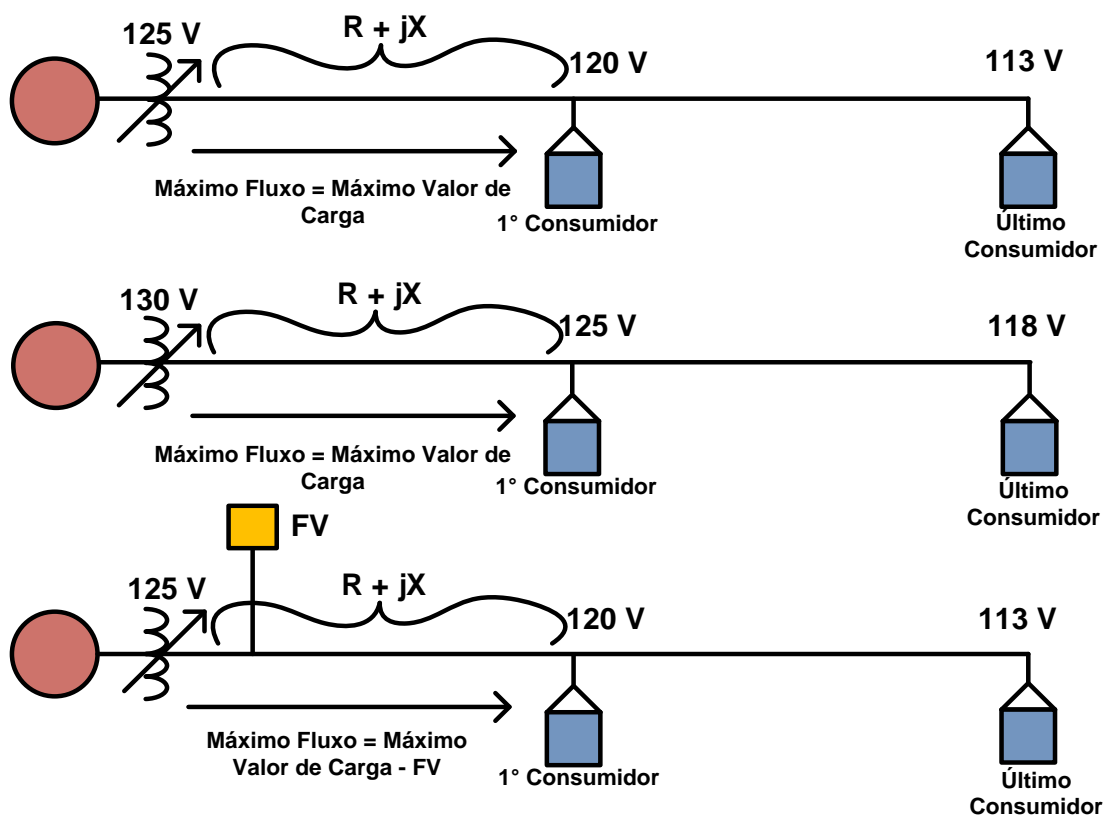 125 V
R + jX
120 V
113 V
Máximo Fluxo = Máximo Valor de
Carga
1° Consumidor
Último
Consumidor
130 V
R + jX
125 V
118 V
Máximo Fluxo = Máximo Valor de
Carga
1° Consumidor
Último
Consumidor
FV
125 V
R + jX
120 V
113 V
Máximo Fluxo = Máximo
Valor de Carga - FV
1° Consumidor
Último
Consumidor